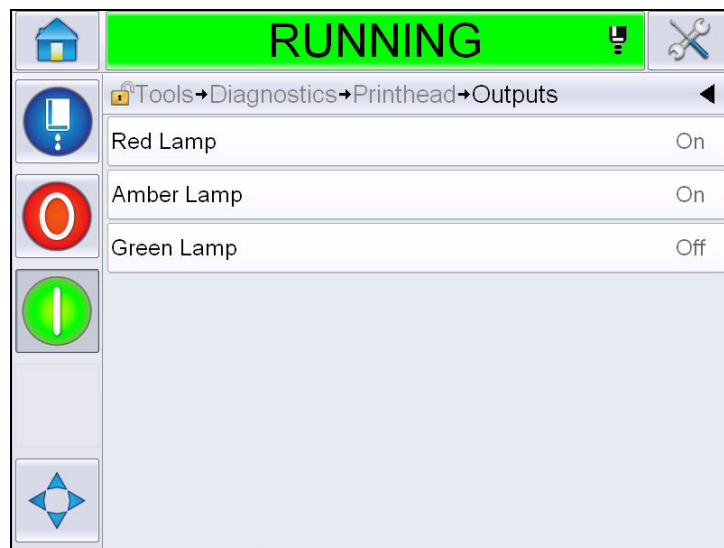 RUNNING
Tools→Diagnostics→Printhead→Outputs
Red Lamp On
Amber Lamp On
Green Lamp Off